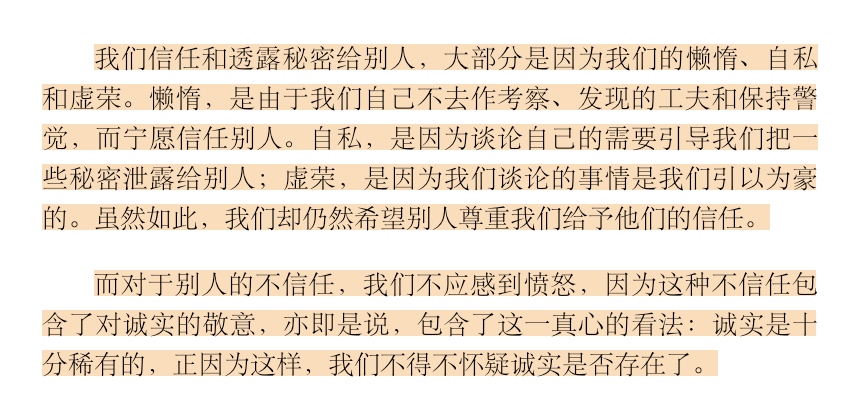 我们信任和透露秘密给别人，大部分是因为我们的懒惰、自私
和虚荣。懒惰，是由于我们自己不去作考察、发现的工夫和保持警
觉，而宁愿信任别人。自私，是因为谈论自己的需要引导我们把一
些秘密泄露给别人；虚荣，是因为我们谈论的事情是我们引以为豪
的。虽然如此，我们却仍然希望别人尊重我们给予他们的信任。
而对于别人的不信任，我们不应感到愤怒，因为这种不信任包
含了对诚实的敬意，亦即是说，包含了这一真心的看法：诚实是十
分稀有的，正因为这样，我们不得不怀疑诚实是否存在了。